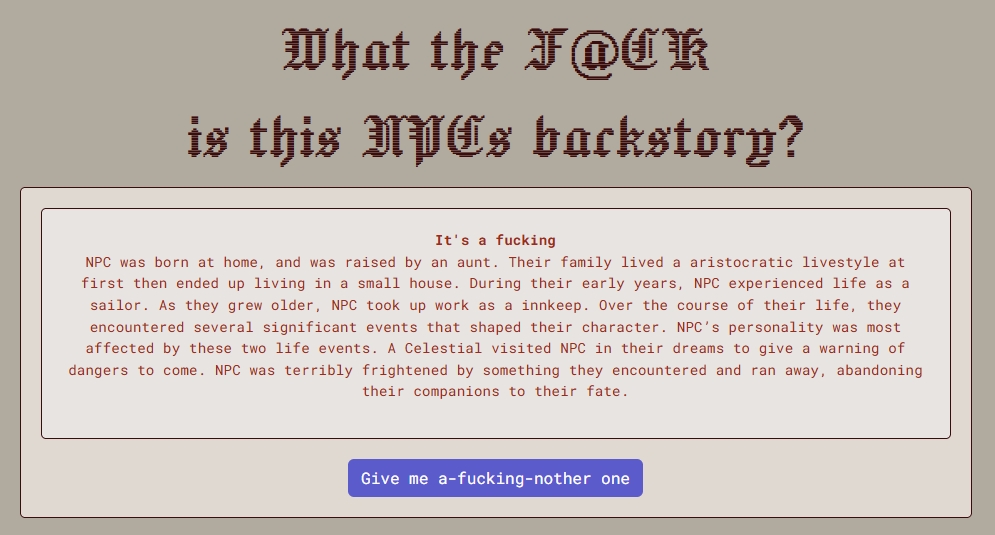 What the F@CK
is this NPCs backstory?
It's a fucking
NPC was born at home, and was raised by an aunt. Their family lived a aristocratic livestyle at
first then ended up living in a small house. During their early years, NPC experienced life as a
sailor. As they grew older, NPC took up work as a innkeep. Over the course of their life, they
encountered several significant events that shaped their character. NPC’s personality was most
affected by these two life events. A Celestial visited NPC in their dreams to give a warning of
dangers to come. NPC was terribly frightened by something they encountered and ran away, abandoning
their companions to their fate.
Give me a-fucking-nother one